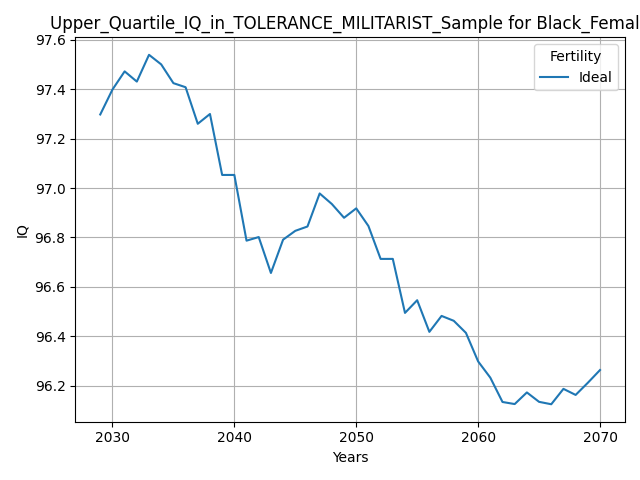 Upper_Quartile_IQ_in_TOLERANCE_MILITARIST_Sample for Black_Femal
97.6
97.4
97.2
97.0
96.8
96.6
96.4
96.2
IQ
Fertility
Ideal
2030 2040 2050 2060 2070
Years